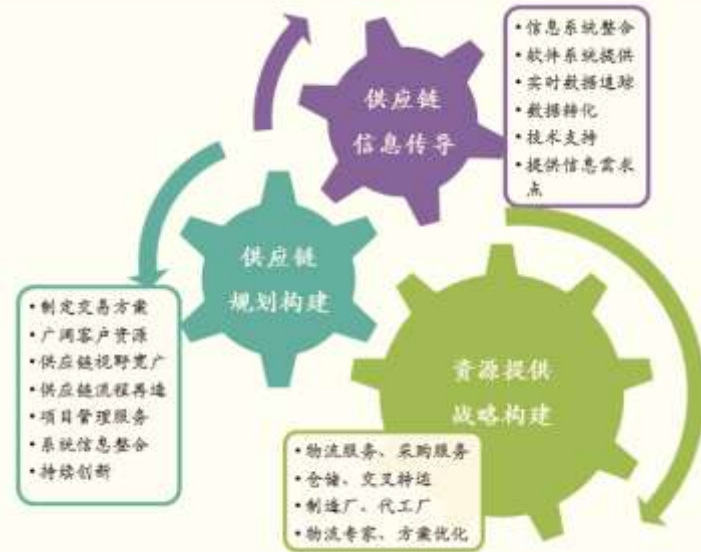 供应链
信息传导
• 信息系统整合
• 软件系统提供
• 实时数据追踪
• 数据转化
• 技术支持
• 提供信息需求
点
供应链
规划构建
• 制定交易方案
• 广阔客户资源
• 供应链视野宽广
• 供应链流程再造
• 项目管理服务
• 系统信息整合
• 持续创新
资源提供
战略构建
• 物流服务、采购服务
• 仓储、交叉转运
• 制造厂、代工厂
• 物流专家、方案优化